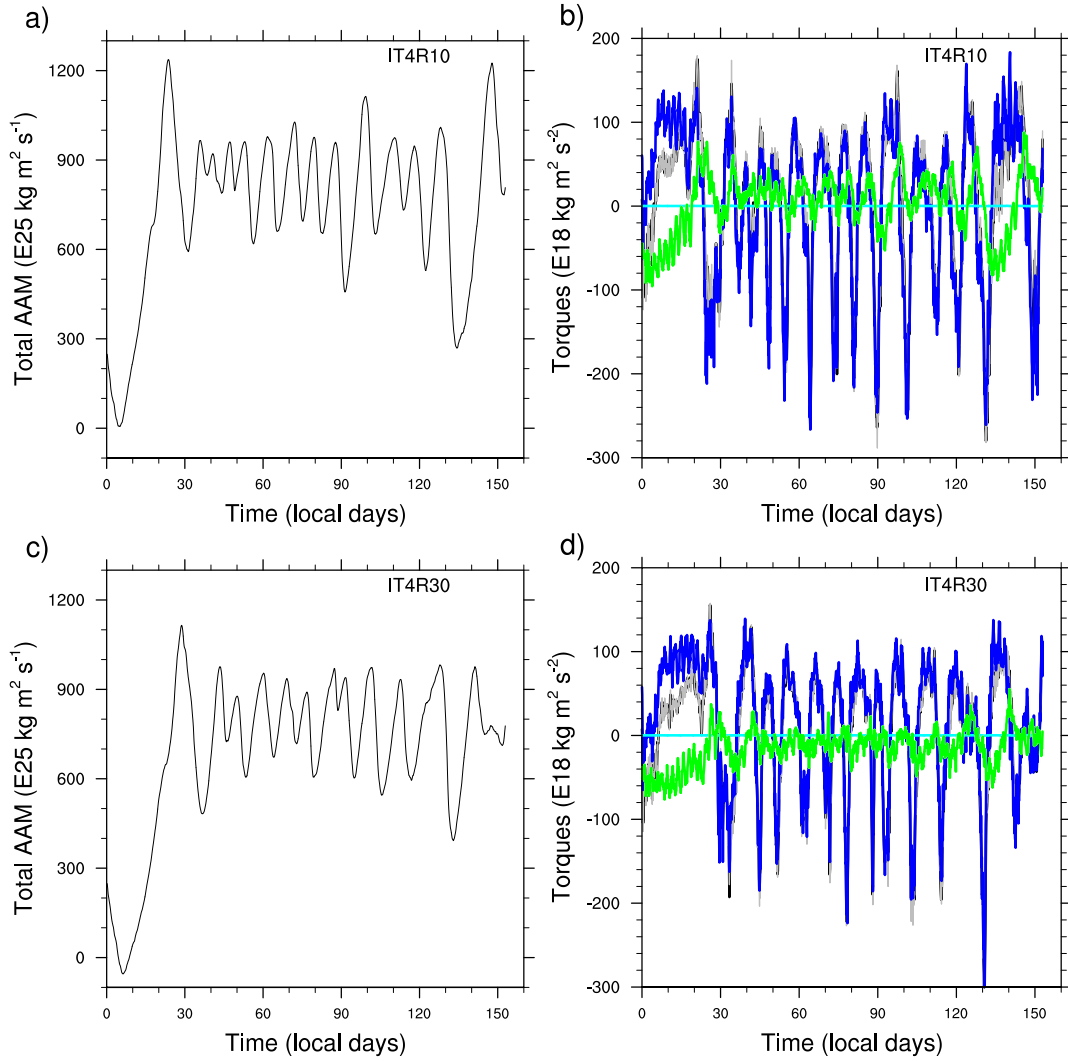 a)
IT4R10
1200
900
600
300
0
0 30 60 90 120 150
Total AAM (E25 kg m² s⁻¹)
Time (local days)
b)
IT4R10
200
100
0
-100
-200
-300
0 30 60 90 120 150
Torques (E18 kg m² s⁻²)
Time (local days)
c)
IT4R30
1200
900
600
300
0
0 30 60 90 120 150
Total AAM (E25 kg m² s⁻¹)
Time (local days)
d)
IT4R30
200
100
0
-100
-200
-300
0 30 60 90 120 150
Torques (E18 kg m² s⁻²)
Time (local days)